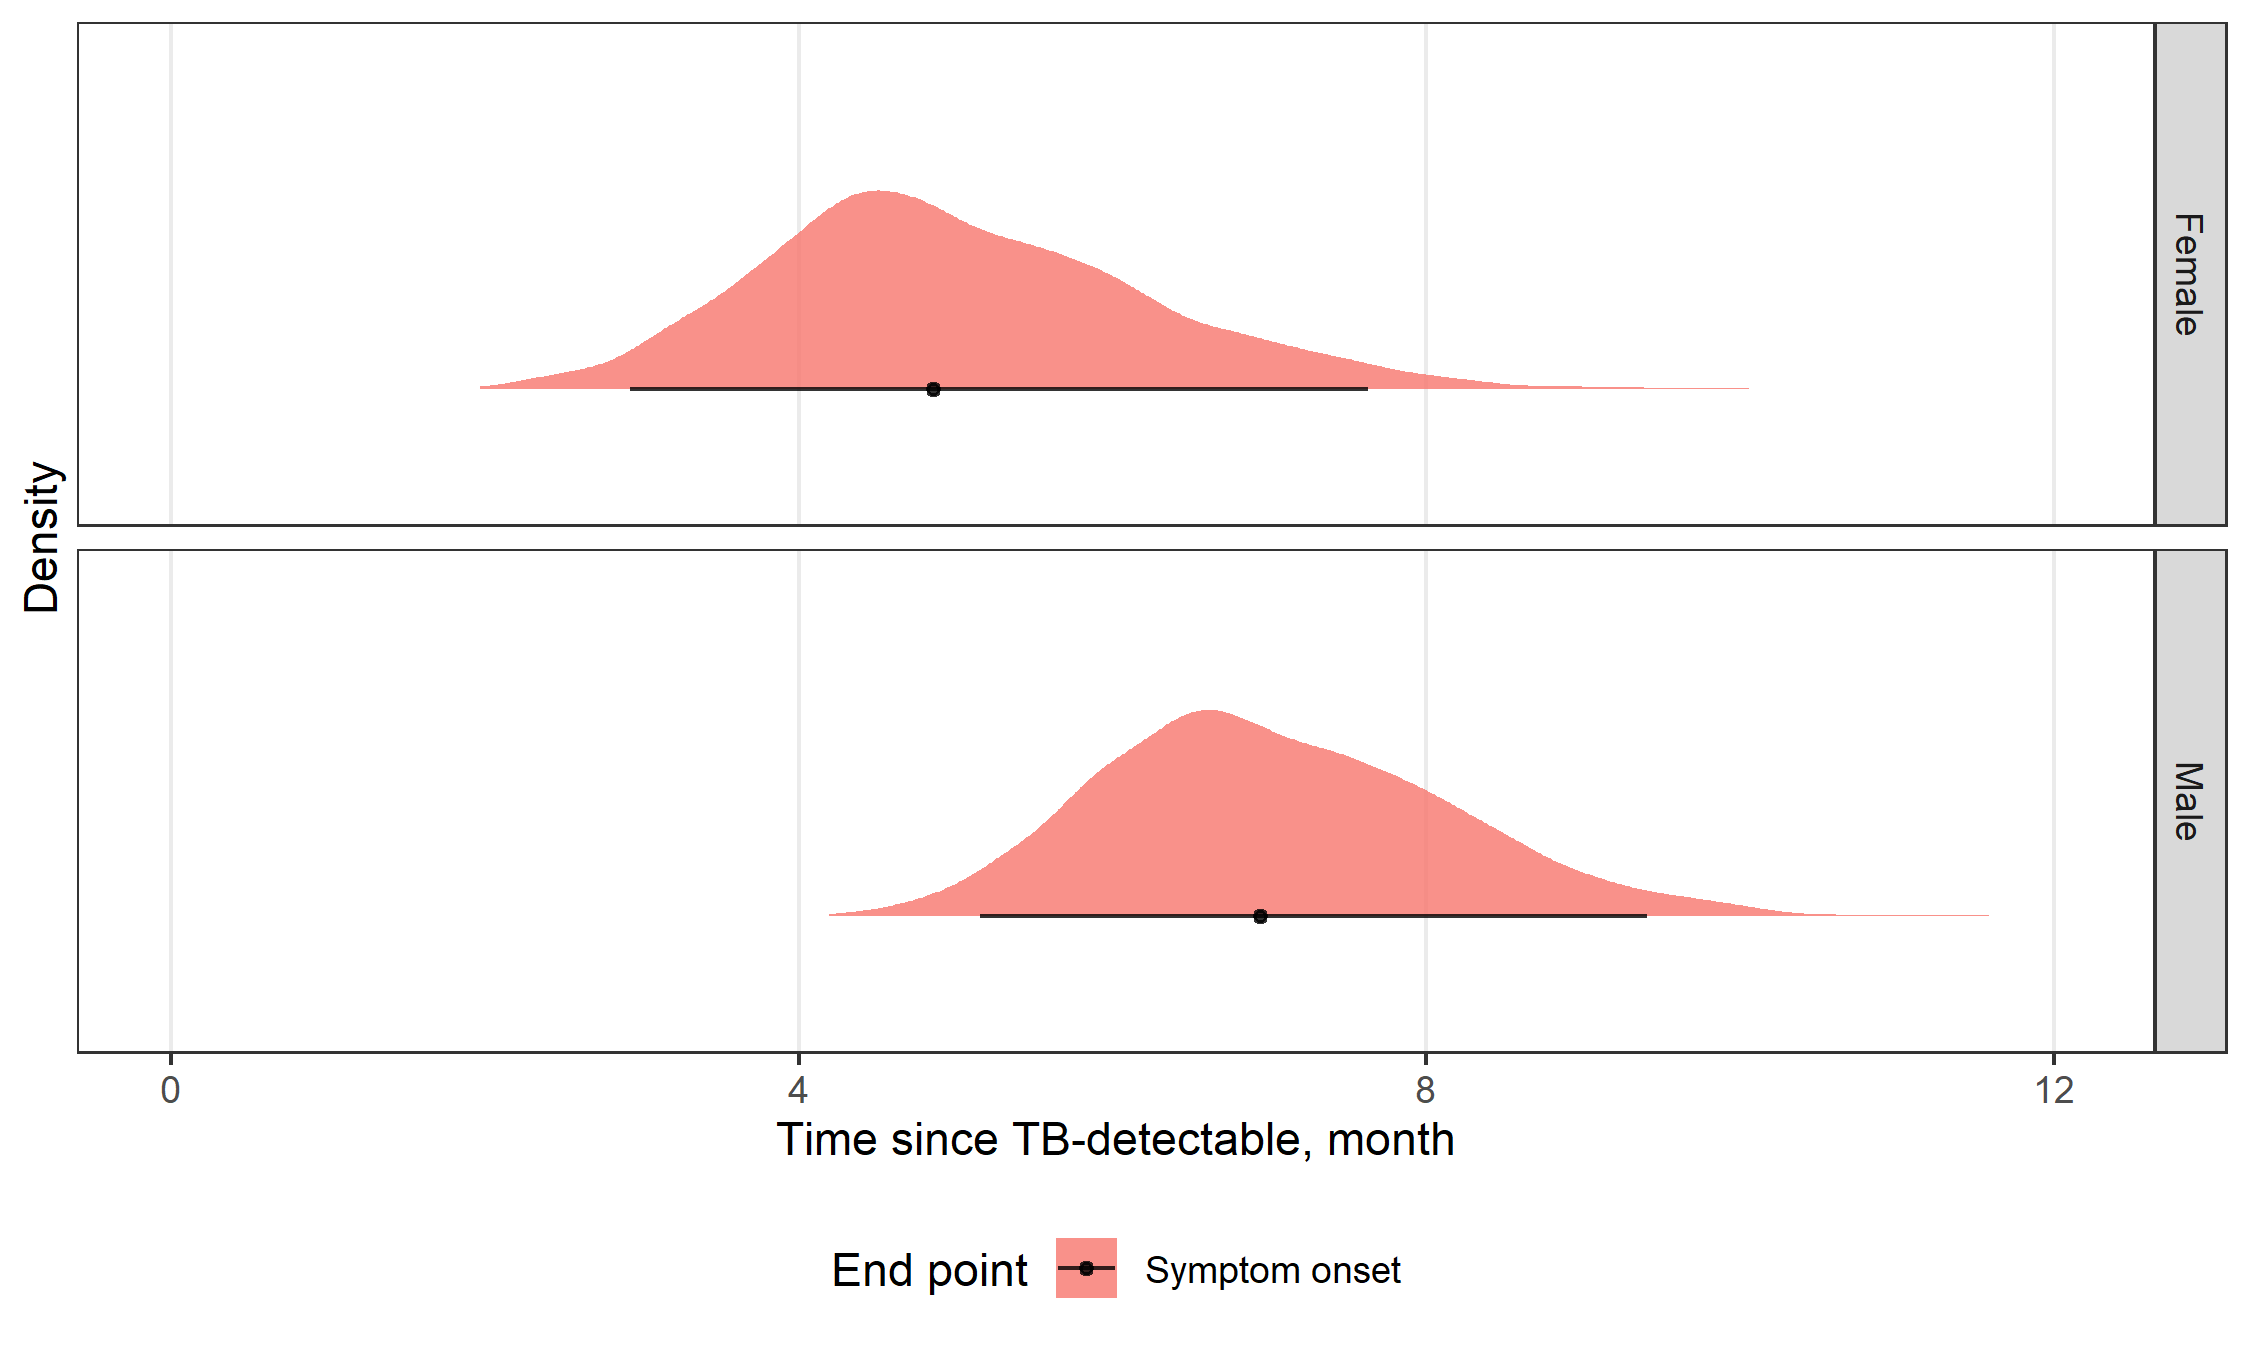 Female
Density
Male
0 4 8 12
Time since TB-detectable, month
End point Symptom onset